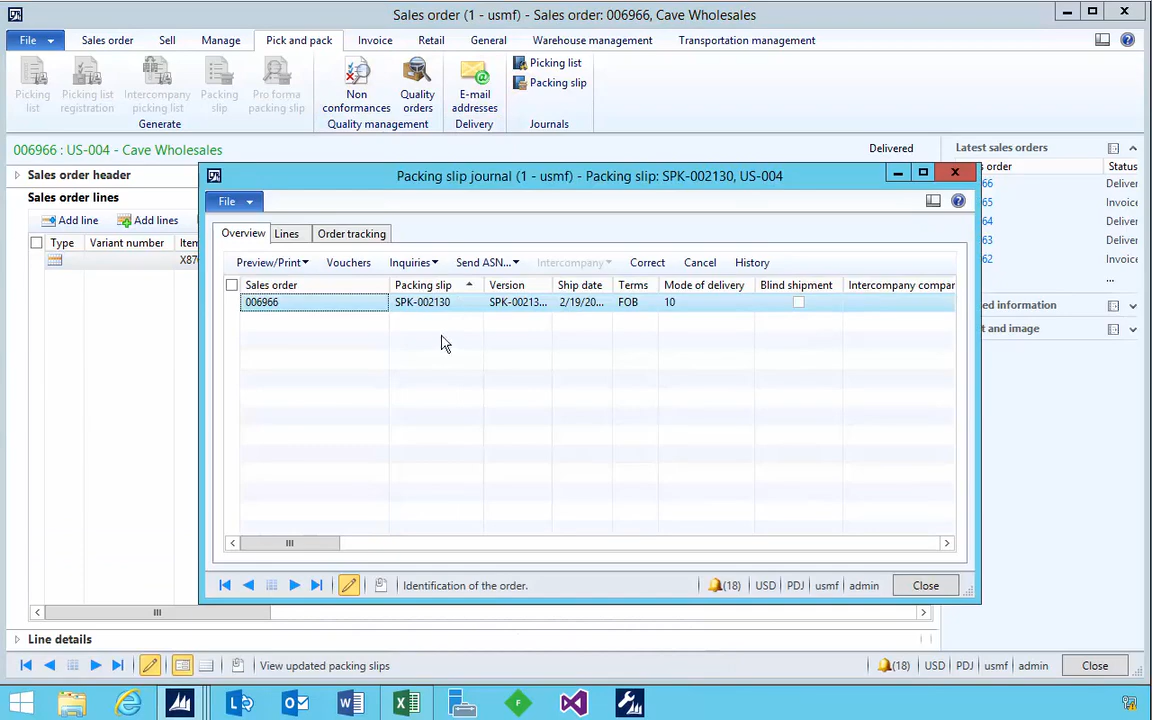 Sales order (1 - usmf) - Sales order: 006966, Cave Wholesales
File Sales order Sell Manage Pick and pack Invoice Retail General Warehouse management Transportation management
Picking list
Picking list registration
Intercompany picking list
Packing slip
Pro forma packing slip
Generate
Non conformances
Quality orders
Quality management
E-mail addresses
Delivery
Picking list
Packing slip
Journals
006966 : US-004 - Cave Wholesales
Delivered
Sales order header
Sales order lines
Add line Add lines
Type Variant number Iten
X87
Latest sales orders
s order Status
66 Deliver
65 Invoice
64 Deliver
63 Deliver
62 Invoice
...
ed information
t and image
Packing slip journal (1 - usmf) - Packing slip: SPK-002130, US-004
File
Overview Lines Order tracking
Preview/Print Vouchers Inquiries Send ASN... Intercompany Correct Cancel History
Sales order Packing slip Version Ship date Terms Mode of delivery Blind shipment Intercompany compar
006966 SPK-002130 SPK-00213... 2/19/20... FOB 10
Identification of the order.
(18) USD PDJ usmf admin Close
Line details
View updated packing slips
(18) USD PDJ usmf admin Close